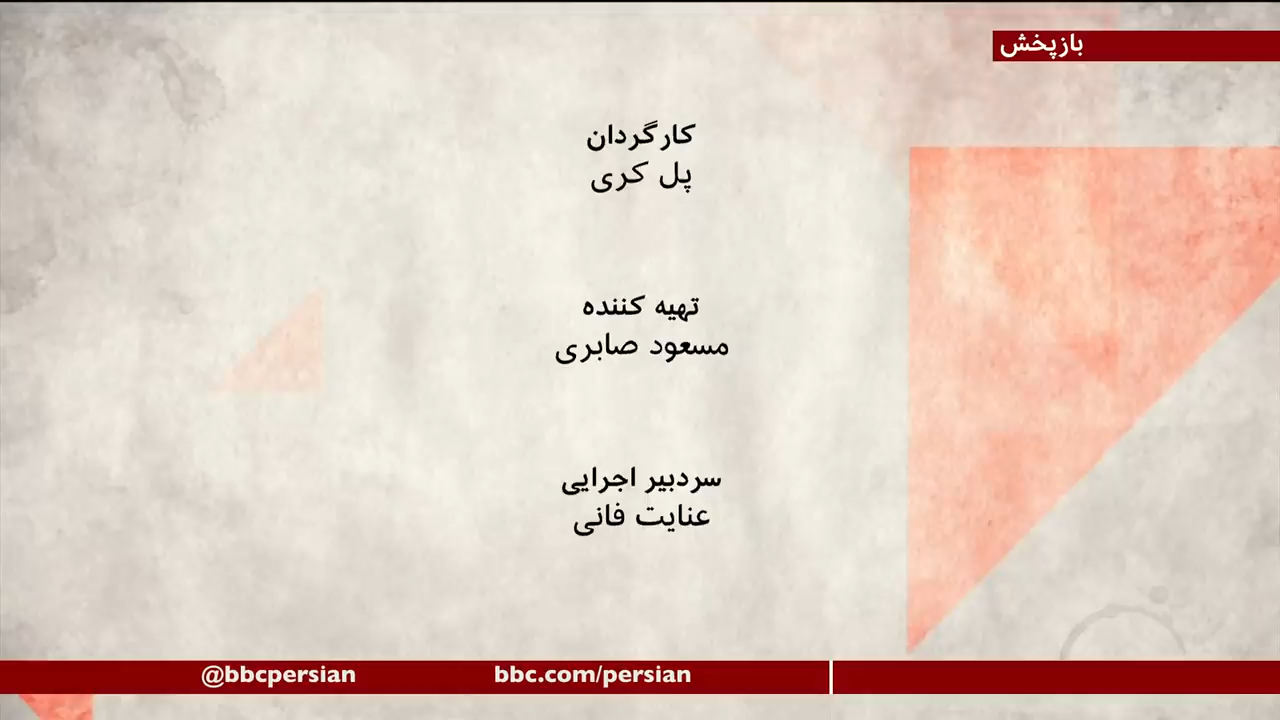 بازپخش
کارگردان
پل کری
تهیه کننده
مسعود صابری
سردبیر اجرایی
عنایت فانی
@bbcpersian
bbc.com/persian